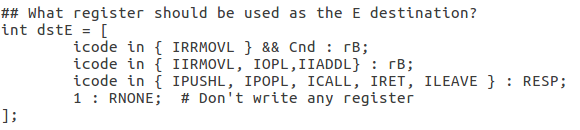 ## What register should be used as the E destination?
int dstE = [
        icode in { IRRMOVL } && Cnd : rB;
        icode in { IIRMOVL, IOPL,IIADDL} : rB;
        icode in { IPUSHL, IPOPL, ICALL, IRET, ILEAVE } : RESP;
        1 : RNONE;  # Don't write any register
];